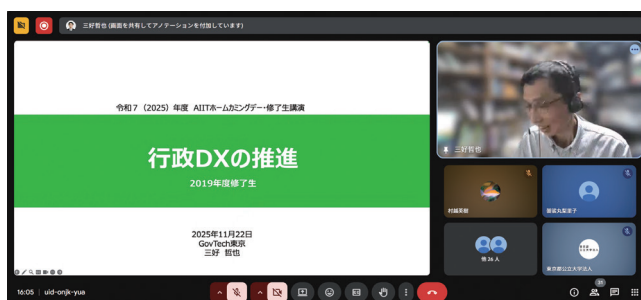 三好哲也 (画面を共有してアノテーションを付加しています)
令和7（2025）年度 AIITホームカミングデー・修了生講演
行政DXの推進
2019年度修了生
2025年11月22日
GovTech東京
三好 哲也
三好哲也
村越英樹
他 26 人
東京都公立大学法人
16:05 | uid-onjk-yua